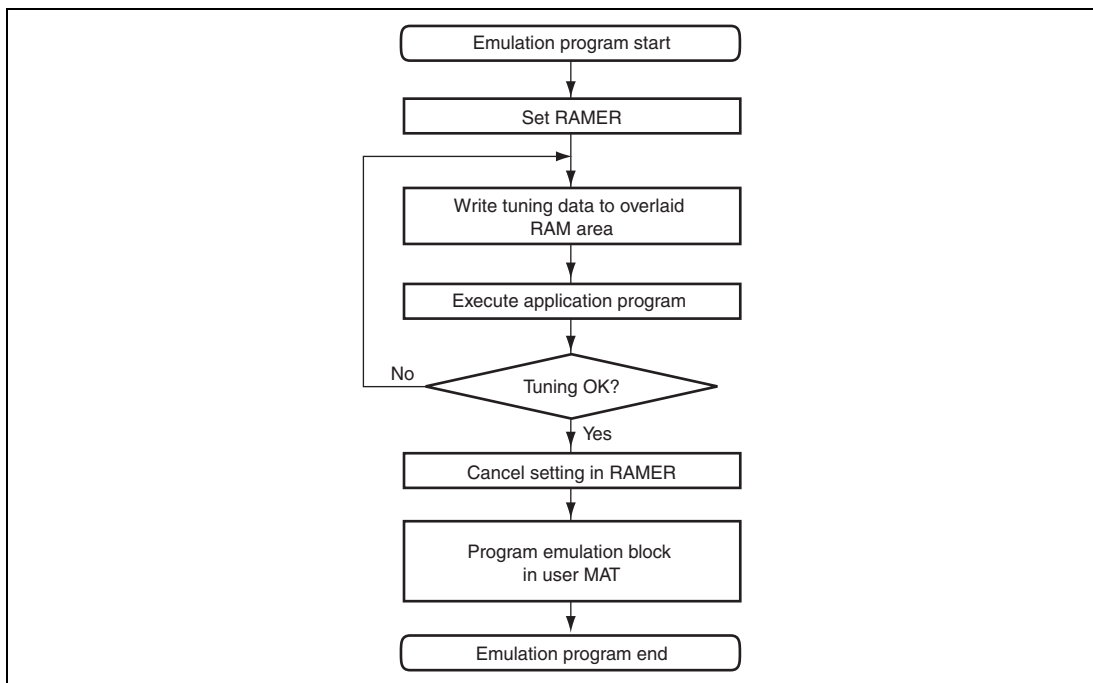 Emulation program start
Set RAMER
Write tuning data to overlaid
RAM area
Execute application program
No
Tuning OK?
Yes
Cancel setting in RAMER
Program emulation block
in user MAT
Emulation program end